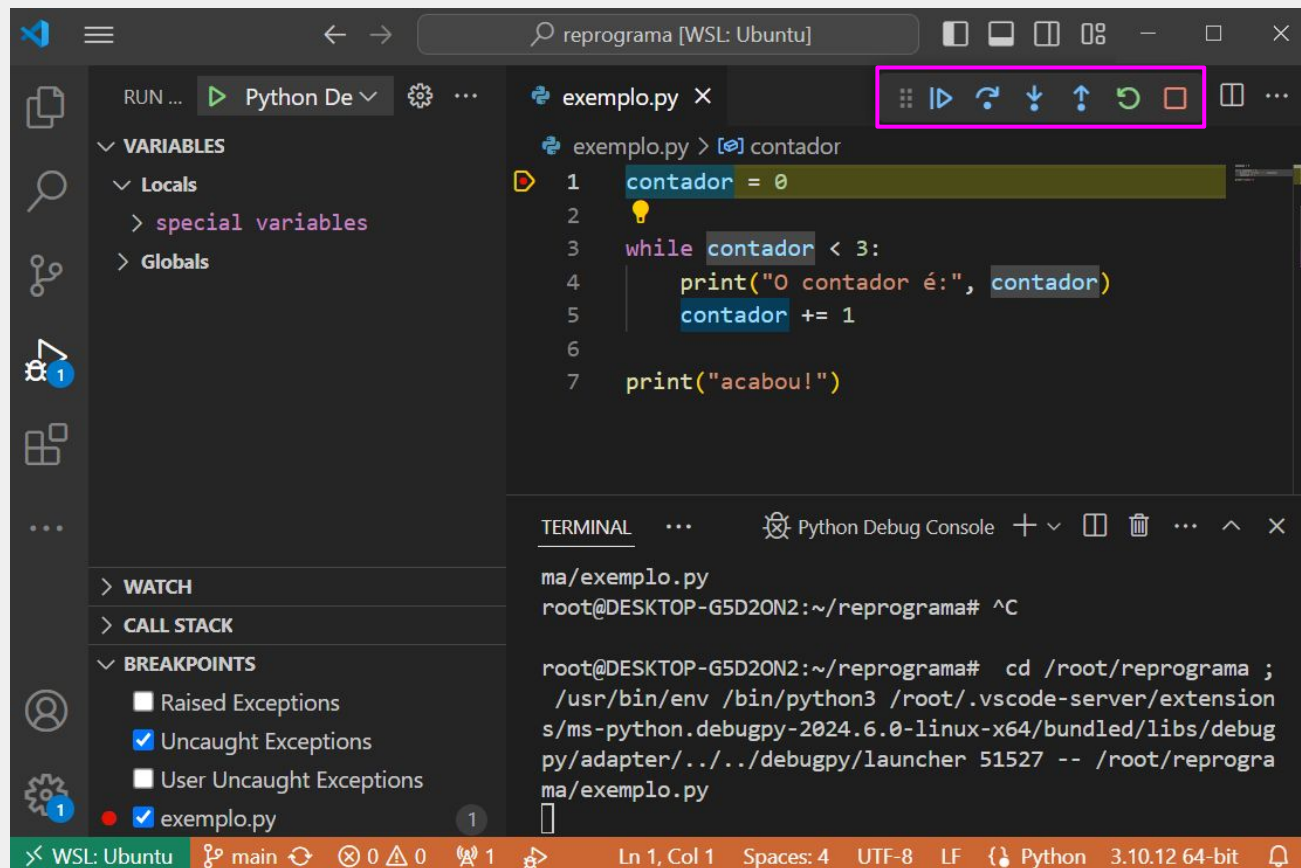 reprograma [WSL: Ubuntu]
RUN ... Python De
VARIABLES
Locals
special variables
Globals
WATCH
CALL STACK
BREAKPOINTS
Raised Exceptions
Uncaught Exceptions
User Uncaught Exceptions
exemplo.py 1
1
1
exemplo.py
exemplo.py > contador
1 contador = 0
2
3 while contador < 3:
4 print("O contador é:", contador)
5 contador += 1
6
7 print("acabou!")
TERMINAL ... Python Debug Console
ma/exemplo.py
root@DESKTOP-G5D2ON2:~/reprograma# ^C
root@DESKTOP-G5D2ON2:~/reprograma# cd /root/reprograma ;
/usr/bin/env /bin/python3 /root/.vscode-server/extension
s/ms-python.debugpy-2024.6.0-linux-x64/bundled/libs/debug
py/adapter/../../debugpy/launcher 51527 -- /root/reprogra
ma/exemplo.py
WSL: Ubuntu main 0 0 1 Ln 1, Col 1 Spaces: 4 UTF-8 LF Python 3.10.12 64-bit